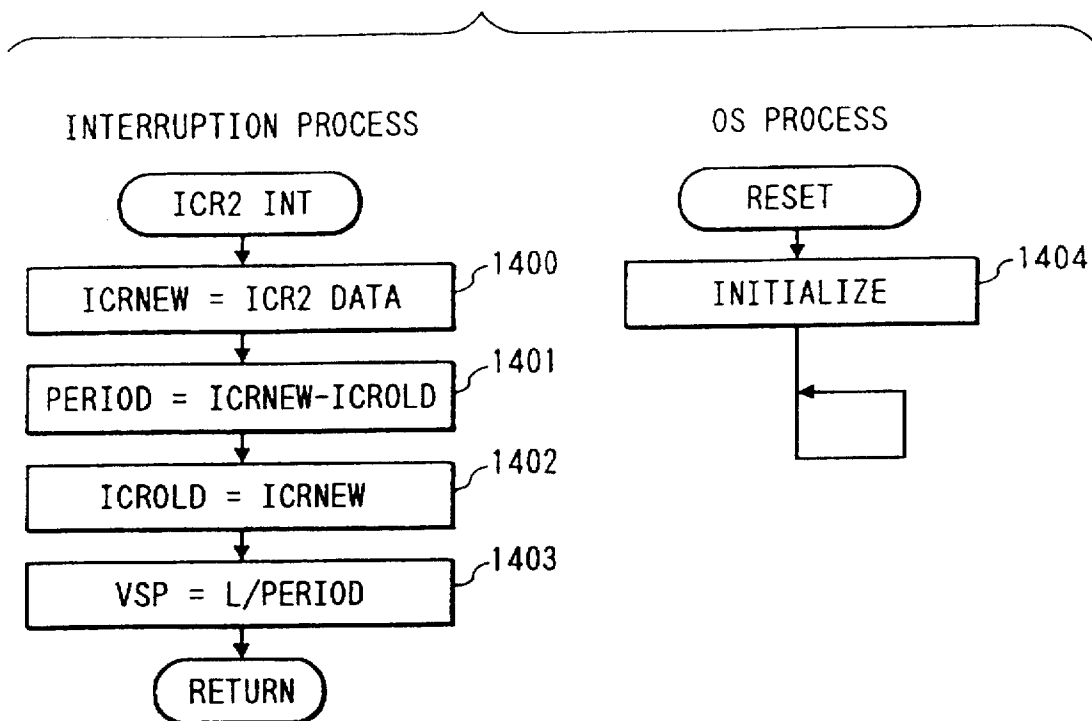 INTERRUPTION PROCESS
ICR2 INT
ICRNEW = ICR2 DATA
1400
PERIOD = ICRNEW-ICROLD
1401
ICROLD = ICRNEW
1402
VSP = L/PERIOD
1403
RETURN
OS PROCESS
RESET
INITIALIZE
1404